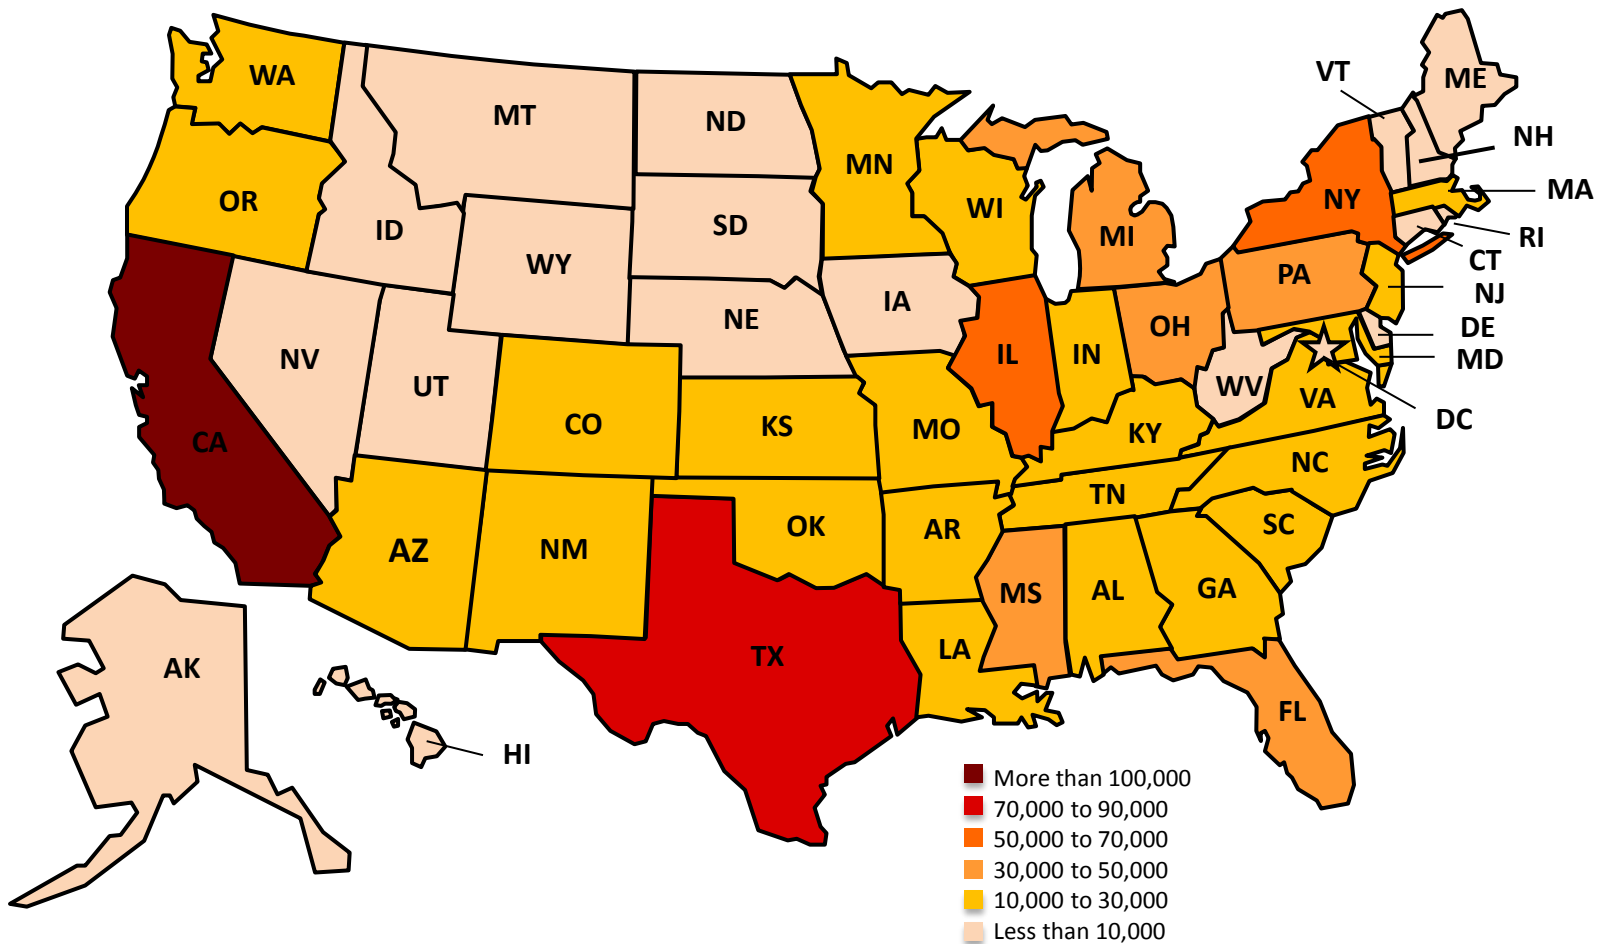 WA
MT
ND
MN
VT
ME
NH
OR
ID
SD
WI
MI
NY
MA
RI
WY
PA
CT
NJ
IA
NE
OH
DE
NV
UT
IL
IN
WV
MD
VA
DC
CA
CO
KS
MO
KY
NC
TN
AZ
NM
OK
AR
SC
MS
AL
GA
LA
TX
AK
FL
HI
More than 100,000
70,000 to 90,000
50,000 to 70,000
30,000 to 50,000
10,000 to 30,000
Less than 10,000